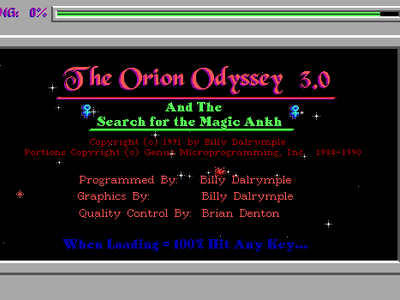 NG: 0%
The Orion Odyssey 3.0
And The
Search for the Magic Ankh
Copyright (c) 1991 by Billy Dalrymple
Portions Copyright (c) Genus Microprogramming, Inc. 1988-1990
Programmed By: Billy Dalrymple
Graphics By: Billy Dalrymple
Quality Control By: Brian Denton
When Loading = 100% Hit Any Key...